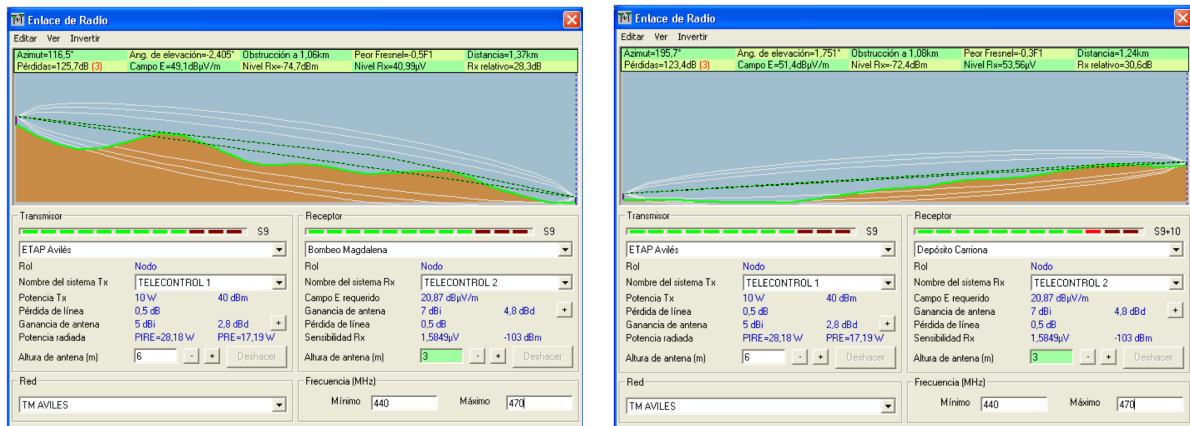 Enlace de Radio
Editar Ver Invertir
Azimut=116,5° Ang. de elevación=-2,405° Obstrucción a 1,06km Peor Fresnel=-0,5F1 Distancia=1,37km
Pérdidas=125,7dB (3) Campo E=49,1dBµV/m Nivel Rx=-74,7dBm Nivel Rx=40,99µV Rx relativo=28,3dB
Transmisor
S9
ETAP Avilés
Rol Nodo
Nombre del sistema Tx TELECONTROL 1
Potencia Tx 10 W 40 dBm
Pérdida de línea 0,5 dB
Ganancia de antena 5 dBi 2,8 dBd +
Potencia radiada PIRE=28,18 W PRE=17,19 W
Altura de antena (m) 6 - + Deshacer
Red
TM AVILES
Receptor
S9
Bombeo Magdalena
Rol Nodo
Nombre del sistema Rx TELECONTROL 2
Campo E requerido 20,87 dBµV/m
Ganancia de antena 7 dBi 4,8 dBd +
Pérdida de línea 0,5 dB
Sensibilidad Rx 1,5849µV -103 dBm
Altura de antena (m) 3 - + Deshacer
Frecuencia (MHz)
Mínimo 440 Máximo 470
Enlace de Radio
Editar Ver Invertir
Azimut=195,7° Ang. de elevación=1,751° Obstrucción a 1,08km Peor Fresnel=-0,3F1 Distancia=1,24km
Pérdidas=123,4dB (3) Campo E=51,4dBµV/m Nivel Rx=-72,4dBm Nivel Rx=53,56µV Rx relativo=30,6dB
Transmisor
S9
ETAP Avilés
Rol Nodo
Nombre del sistema Tx TELECONTROL 1
Potencia Tx 10 W 40 dBm
Pérdida de línea 0,5 dB
Ganancia de antena 5 dBi 2,8 dBd +
Potencia radiada PIRE=28,18 W PRE=17,19 W
Altura de antena (m) 6 - + Deshacer
Red
TM AVILES
Receptor
S9+10
Depósito Carriona
Rol Nodo
Nombre del sistema Rx TELECONTROL 2
Campo E requerido 20,87 dBµV/m
Ganancia de antena 7 dBi 4,8 dBd +
Pérdida de línea 0,5 dB
Sensibilidad Rx 1,5849µV -103 dBm
Altura de antena (m) 3 - + Deshacer
Frecuencia (MHz)
Mínimo 440 Máximo 470